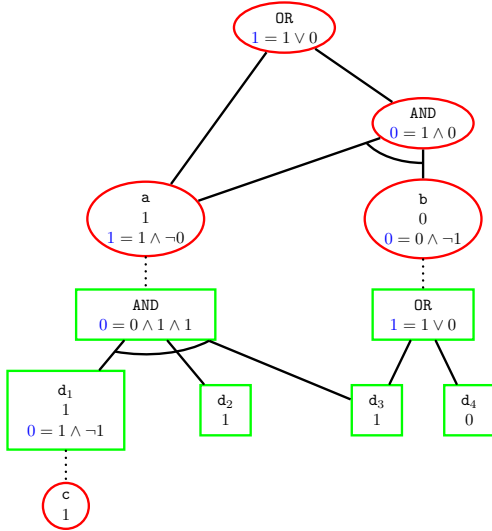 OR
1 = 1 ∨ 0
AND
0 = 1 ∧ 0
a
1
1 = 1 ∧ ¬0
b
0
0 = 0 ∧ ¬1
AND
0 = 0 ∧ 1 ∧ 1
OR
1 = 1 ∨ 0
d₁
1
0 = 1 ∧ ¬1
d₂
1
d₃
1
d₄
0
c
1